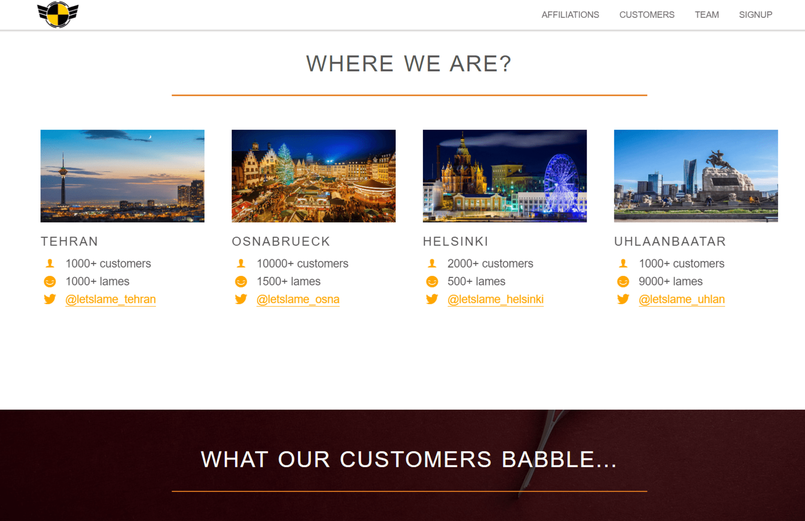 AFFILIATIONS CUSTOMERS TEAM SIGNUP
WHERE WE ARE?
TEHRAN
1000+ customers
1000+ lames
@letslame_tehran
OSNABRUECK
10000+ customers
1500+ lames
@letslame_osna
HELSINKI
2000+ customers
500+ lames
@letslame_helsinki
UHLAANBAATAR
1000+ customers
9000+ lames
@letslame_uhlan
WHAT OUR CUSTOMERS BABBLE...